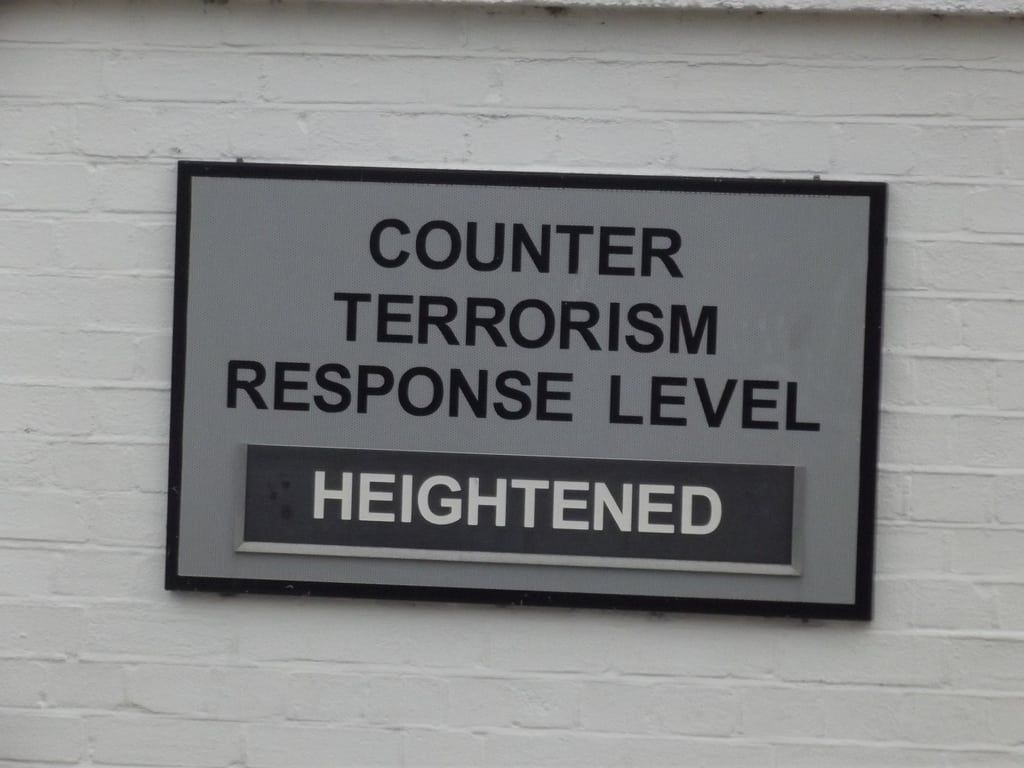 COUNTER
TERRORISM
RESPONSE LEVEL
HEIGHTENED